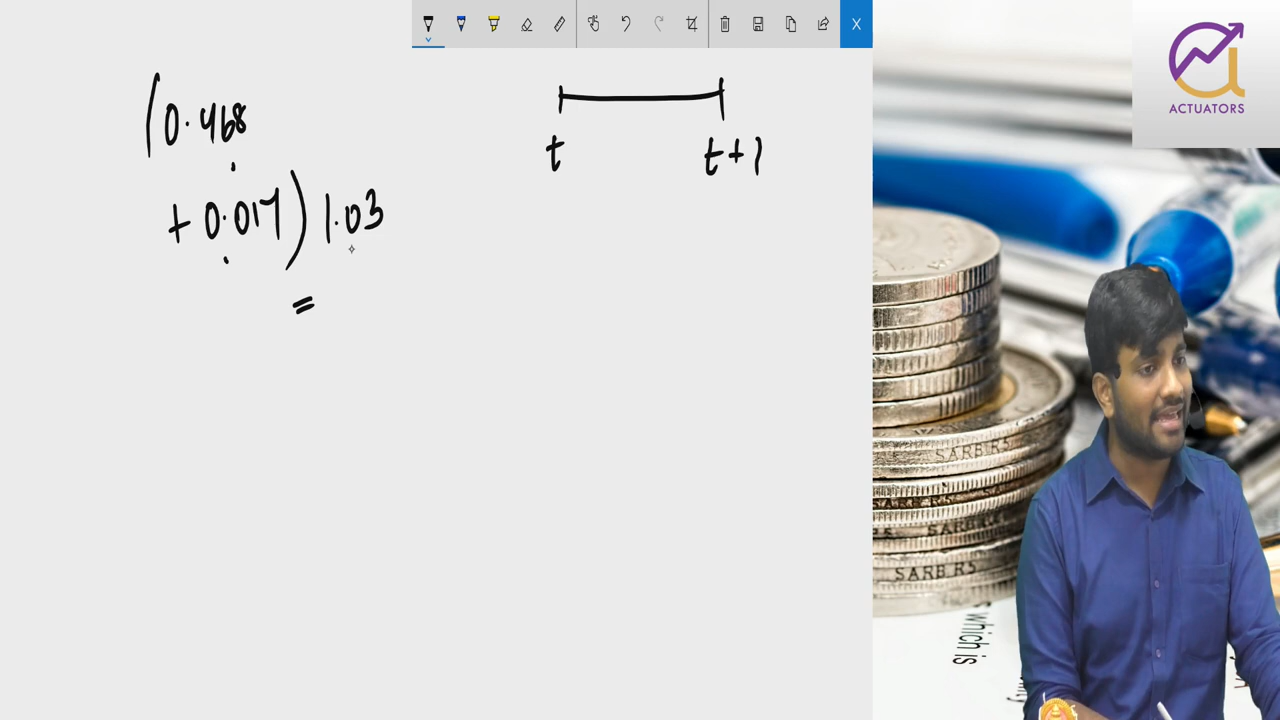 (0.468
+ 0.017) 1.03
=
t
t+1
X
ACTUATORS
SARB R5
SARB R5
SARB R5
which is